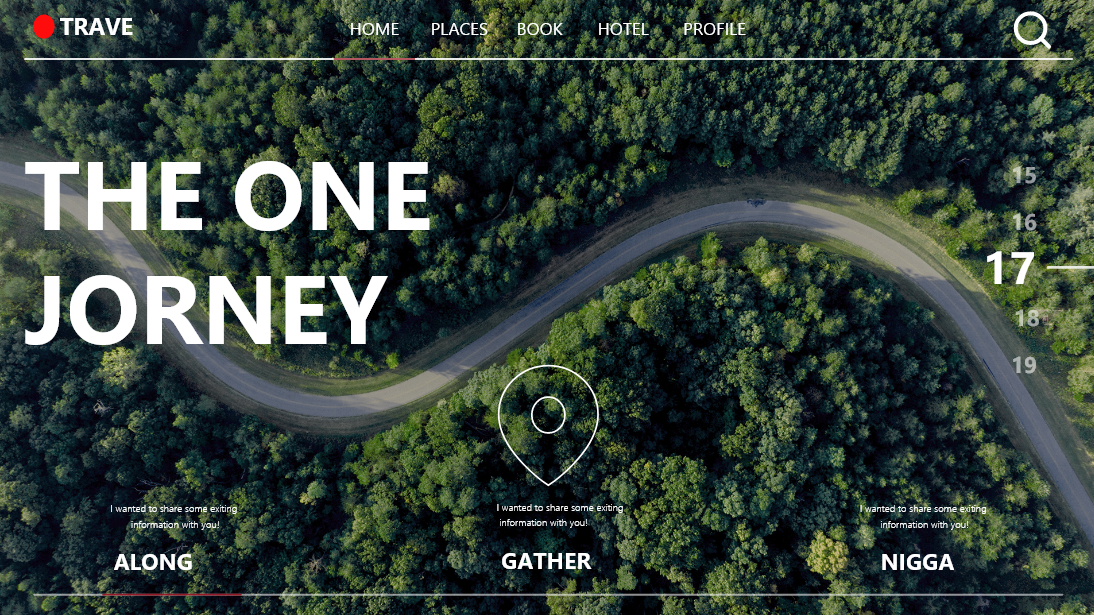 TRAVE
HOME PLACES BOOK HOTEL PROFILE
THE ONE
JORNEY
15
16
17
18
19
I wanted to share some exiting
information with you!
ALONG
I wanted to share some exiting
information with you!
GATHER
I wanted to share some exiting
information with you!
NIGGA